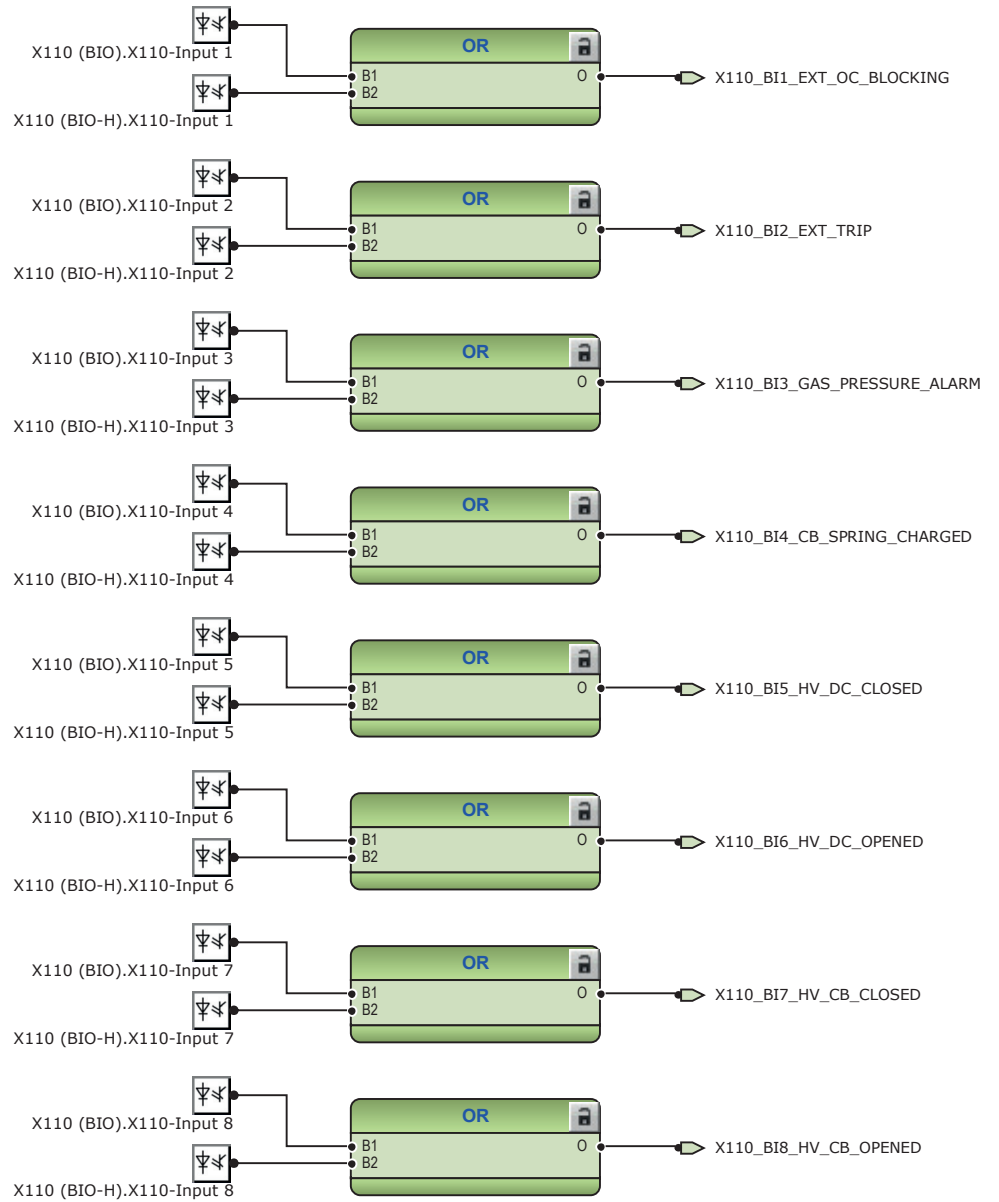 X110 (BIO).X110-Input 1
OR
B1
O
X110_BI1_EXT_OC_BLOCKING
B2
X110 (BIO-H).X110-Input 1
X110 (BIO).X110-Input 2
OR
B1
O
X110_BI2_EXT_TRIP
B2
X110 (BIO-H).X110-Input 2
X110 (BIO).X110-Input 3
OR
B1
O
X110_BI3_GAS_PRESSURE_ALARM
B2
X110 (BIO-H).X110-Input 3
X110 (BIO).X110-Input 4
OR
B1
O
X110_BI4_CB_SPRING_CHARGED
B2
X110 (BIO-H).X110-Input 4
X110 (BIO).X110-Input 5
OR
B1
O
X110_BI5_HV_DC_CLOSED
B2
X110 (BIO-H).X110-Input 5
X110 (BIO).X110-Input 6
OR
B1
O
X110_BI6_HV_DC_OPENED
B2
X110 (BIO-H).X110-Input 6
X110 (BIO).X110-Input 7
OR
B1
O
X110_BI7_HV_CB_CLOSED
B2
X110 (BIO-H).X110-Input 7
X110 (BIO).X110-Input 8
OR
B1
O
X110_BI8_HV_CB_OPENED
B2
X110 (BIO-H).X110-Input 8